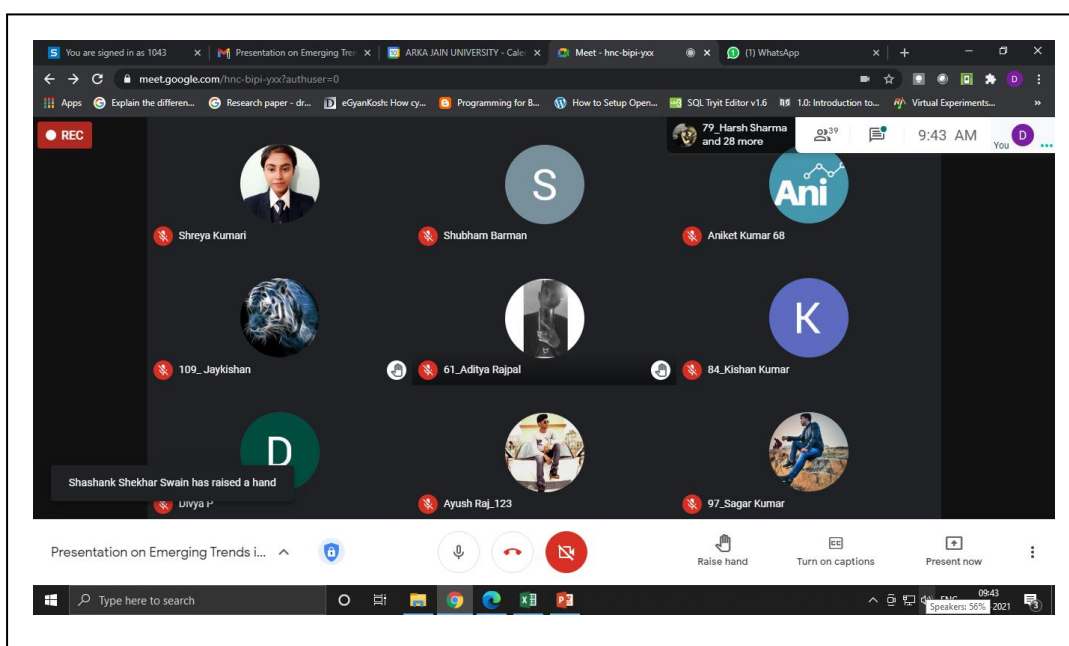 You are signed in as 1043
Presentation on Emerging Tren
ARKA JAIN UNIVERSITY - Cale
Meet - hnc-bipi-yxx
(1) WhatsApp
meet.google.com/hnc-bipi-yxx?authuser=0
Apps Explain the differen... Research paper - dr... eGyanKosh: How cy... Programming for B... How to Setup Open... SQL Tryit Editor v1.6 1.0: Introduction to... Virtual Experiments... »
REC
79_Harsh Sharma
and 28 more
39
9:43 AM
You
D
S
Ani
Shreya Kumari
Shubham Barman
Aniket Kumar 68
K
109_ Jaykishan
61_Aditya Rajpal
84_Kishan Kumar
D
Shashank Shekhar Swain has raised a hand
Divya P
Ayush Raj_123
97_Sagar Kumar
Presentation on Emerging Trends i...
Raise hand
Turn on captions
Present now
Type here to search
09:43
Speakers: 56%
2021
3